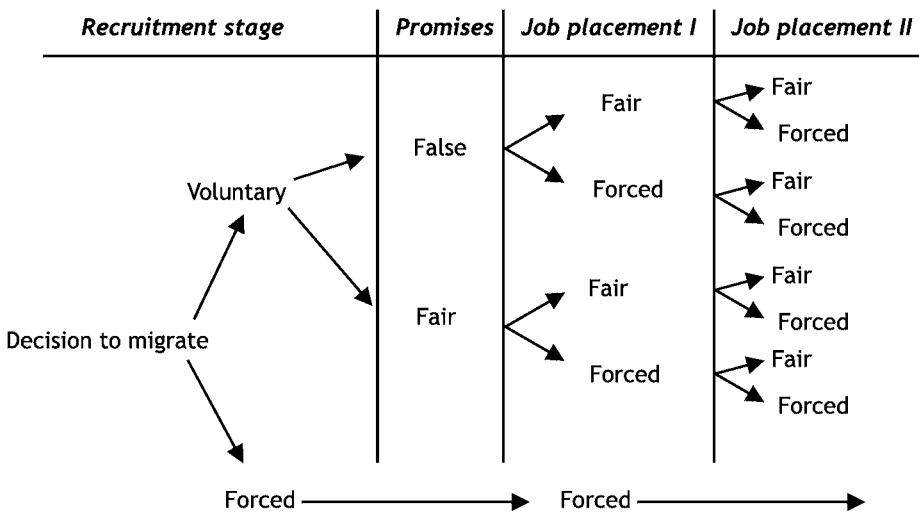 Recruitment stage Promises Job placement I Job placement II
Fair
Fair
False Forced
Voluntary Forced Fair
Forced
Fair
Fair
Fair Forced
Decision to migrate
Forced Fair
Forced
Forced Forced